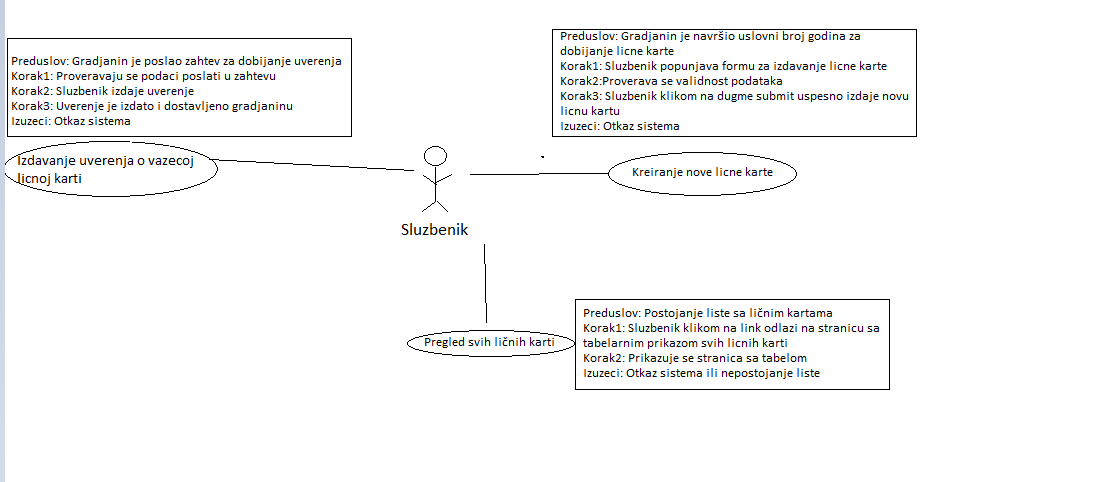 Preduslov: Gradjanin je poslao zahtev za dobijanje uverenja
Korak1: Proveravaju se podaci poslati u zahtevu
Korak2: Sluzbenik izdaje uverenje
Korak3: Uverenje je izdato i dostavljeno gradjaninu
Izuzeci: Otkaz sistema
Izdavanje uverenja o vazecoj
licnoj karti
Preduslov: Gradjanin je navršio uslovni broj godina za
dobijanje licne karte
Korak1: Sluzbenik popunjava formu za izdavanje licne karte
Korak2:Proverava se validnost podataka
Korak3: Sluzbenik klikom na dugme submit uspesno izdaje novu
licnu kartu
Izuzeci: Otkaz sistema
Kreiranje nove licne karte
Sluzbenik
Pregled svih ličnih karti
Preduslov: Postojanje liste sa ličnim kartama
Korak1: Sluzbenik klikom na link odlazi na stranicu sa
tabelarnim prikazom svih licnih karti
Korak2: Prikazuje se stranica sa tabelom
Izuzeci: Otkaz sistema ili nepostojanje liste